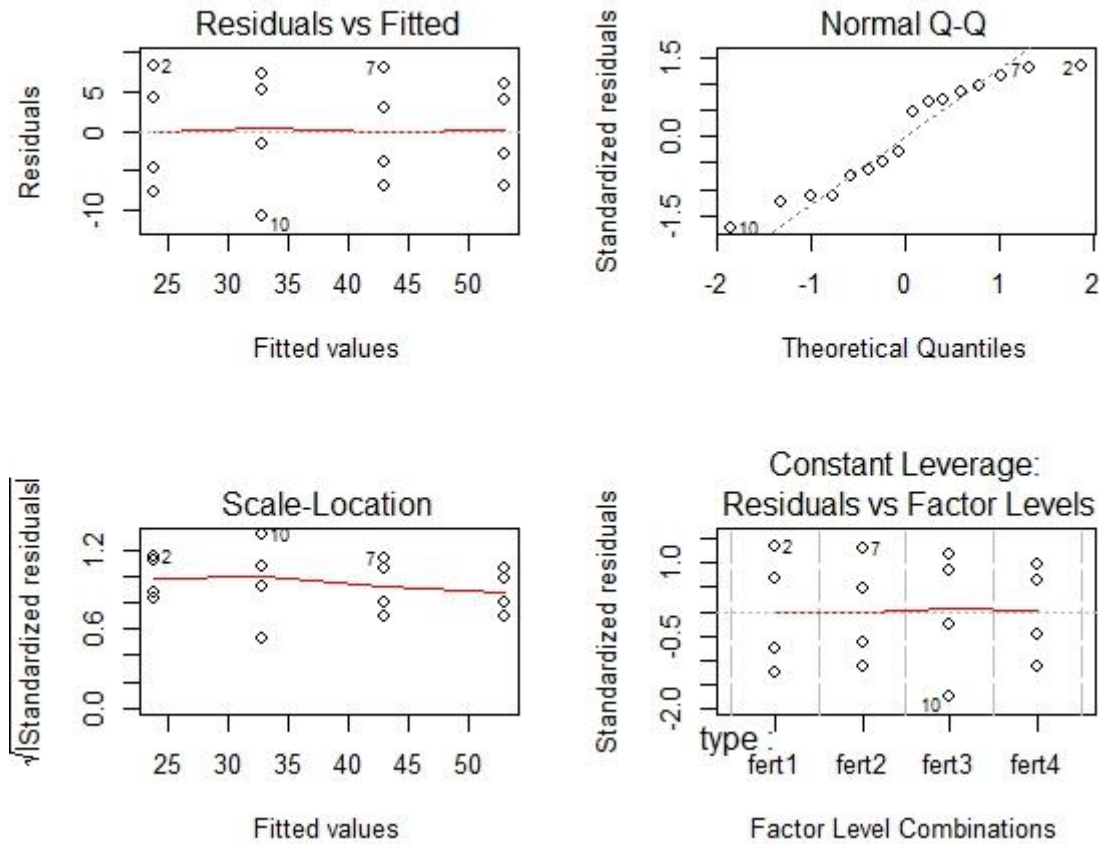 Residuals vs Fitted
Residuals
5
0
-10
2
7
10
25 30 35 40 45 50
Fitted values
Normal Q-Q
Standardized residuals
1.5
0.0
-1.5
7
2
10
-2 -1 0 1 2
Theoretical Quantiles
Scale-Location
√|Standardized residuals|
1.2
0.6
0.0
2
10
7
25 30 35 40 45 50
Fitted values
Constant Leverage:
Residuals vs Factor Levels
Standardized residuals
1.0
-0.5
-2.0
2
7
10
type :
fert1 fert2 fert3 fert4
Factor Level Combinations